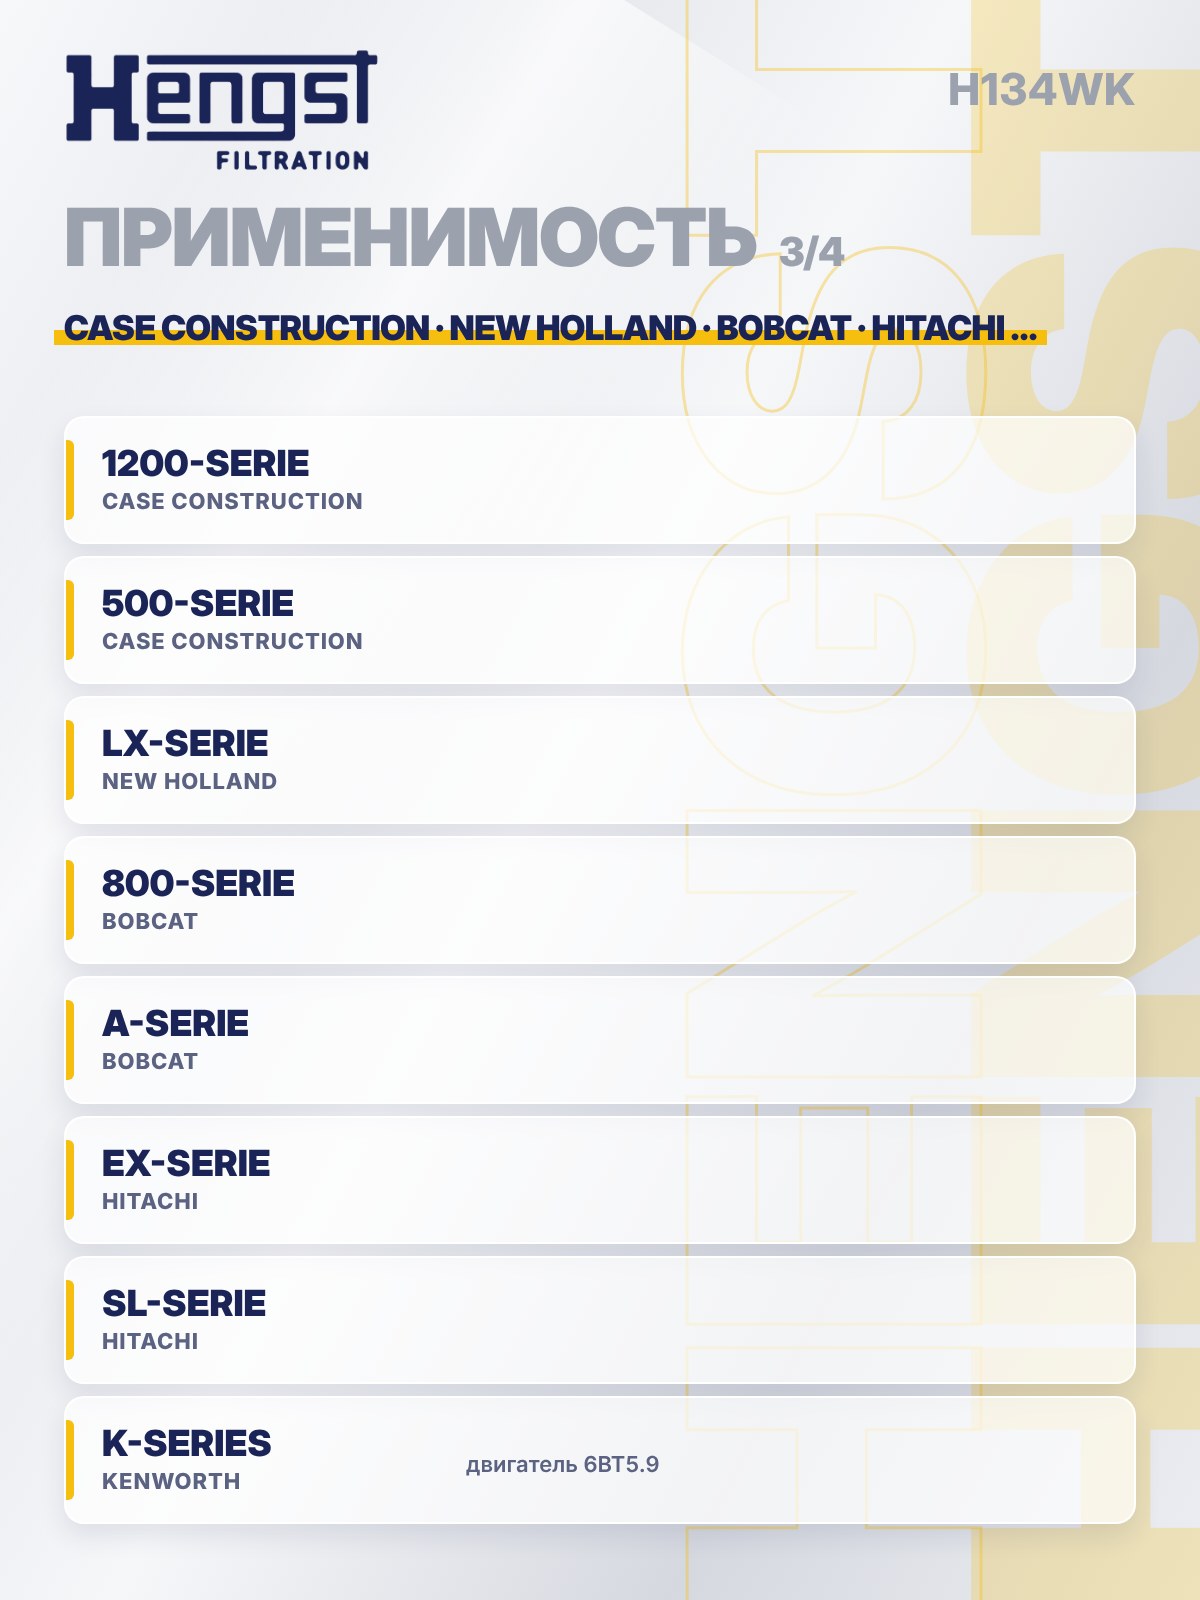 Hengst
FILTRATION
H134WK
ПРИМЕНИМОСТЬ 3/4
CASE CONSTRUCTION · NEW HOLLAND · BOBCAT · HITACHI ...
1200-SERIE
CASE CONSTRUCTION
500-SERIE
CASE CONSTRUCTION
LX-SERIE
NEW HOLLAND
800-SERIE
BOBCAT
A-SERIE
BOBCAT
EX-SERIE
HITACHI
SL-SERIE
HITACHI
K-SERIES
KENWORTH
двигатель 6BT5.9
HENGST
HENGST